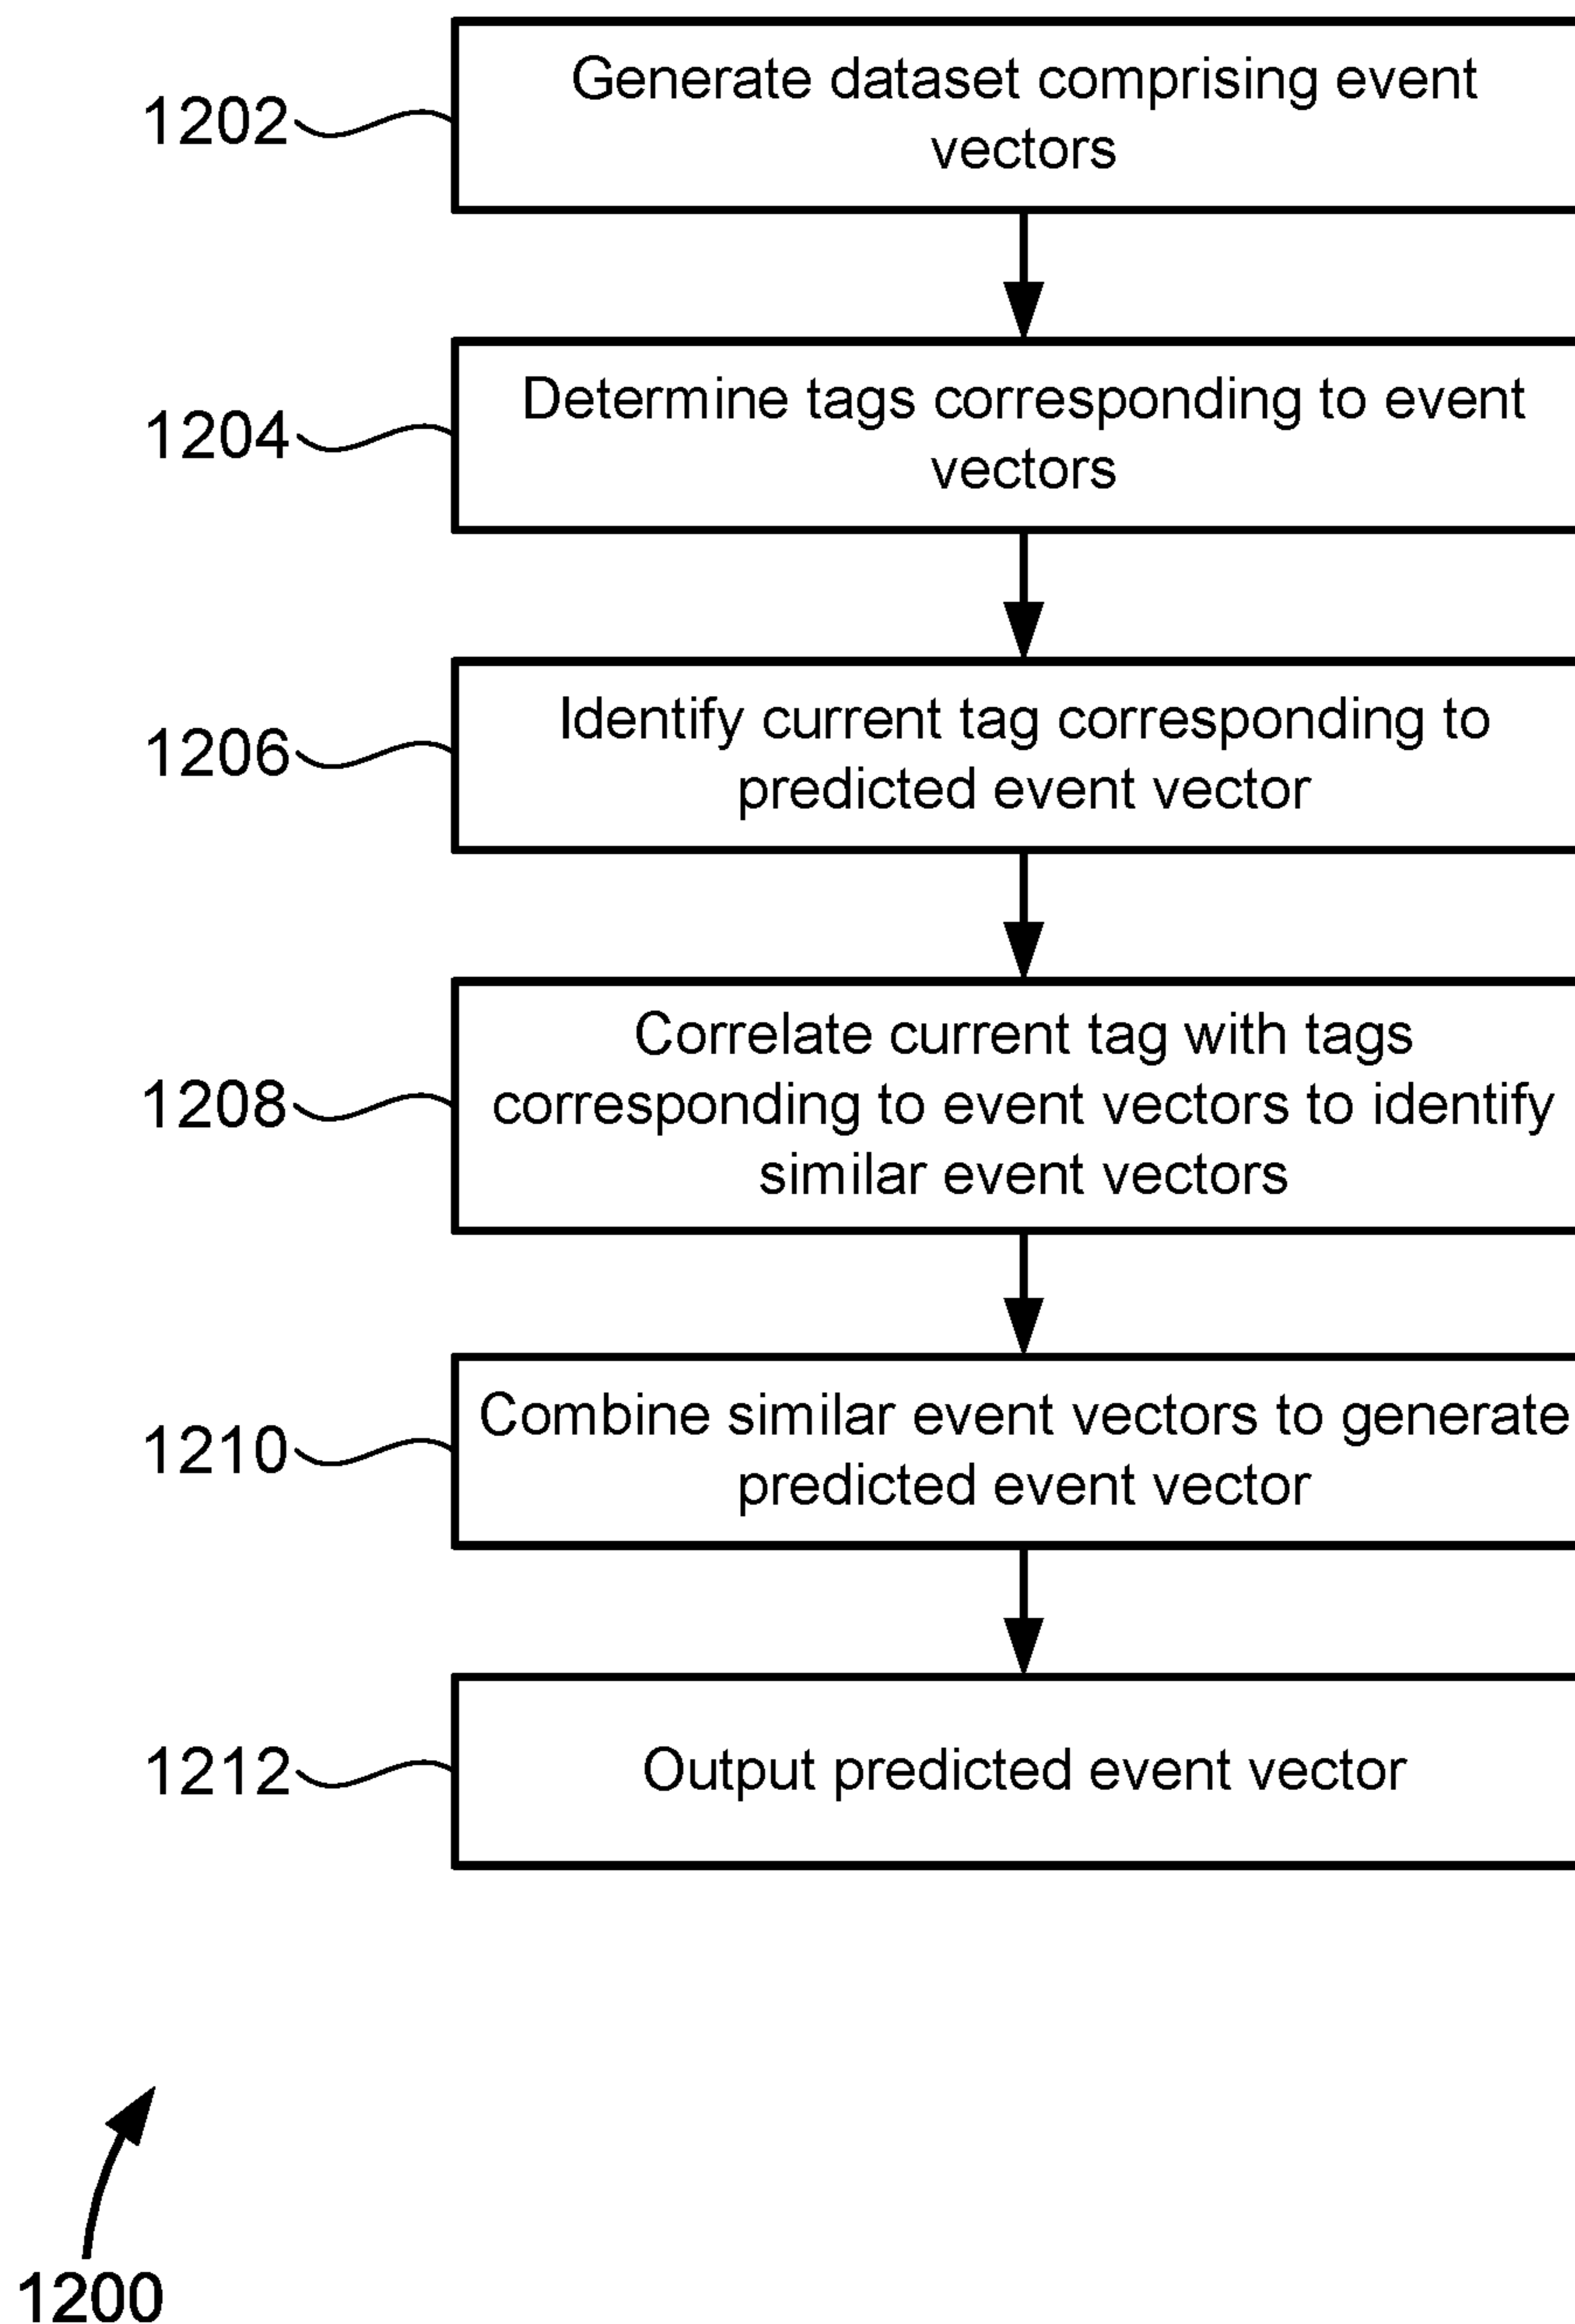 Generate dataset comprising event
vectors
1202
Determine tags corresponding to event
vectors
1204
Identify current tag corresponding to
predicted event vector
1206
Correlate current tag with tags
corresponding to event vectors to identify
similar event vectors
1208
Combine similar event vectors to generate
predicted event vector
1210
Output predicted event vector
1212
1200